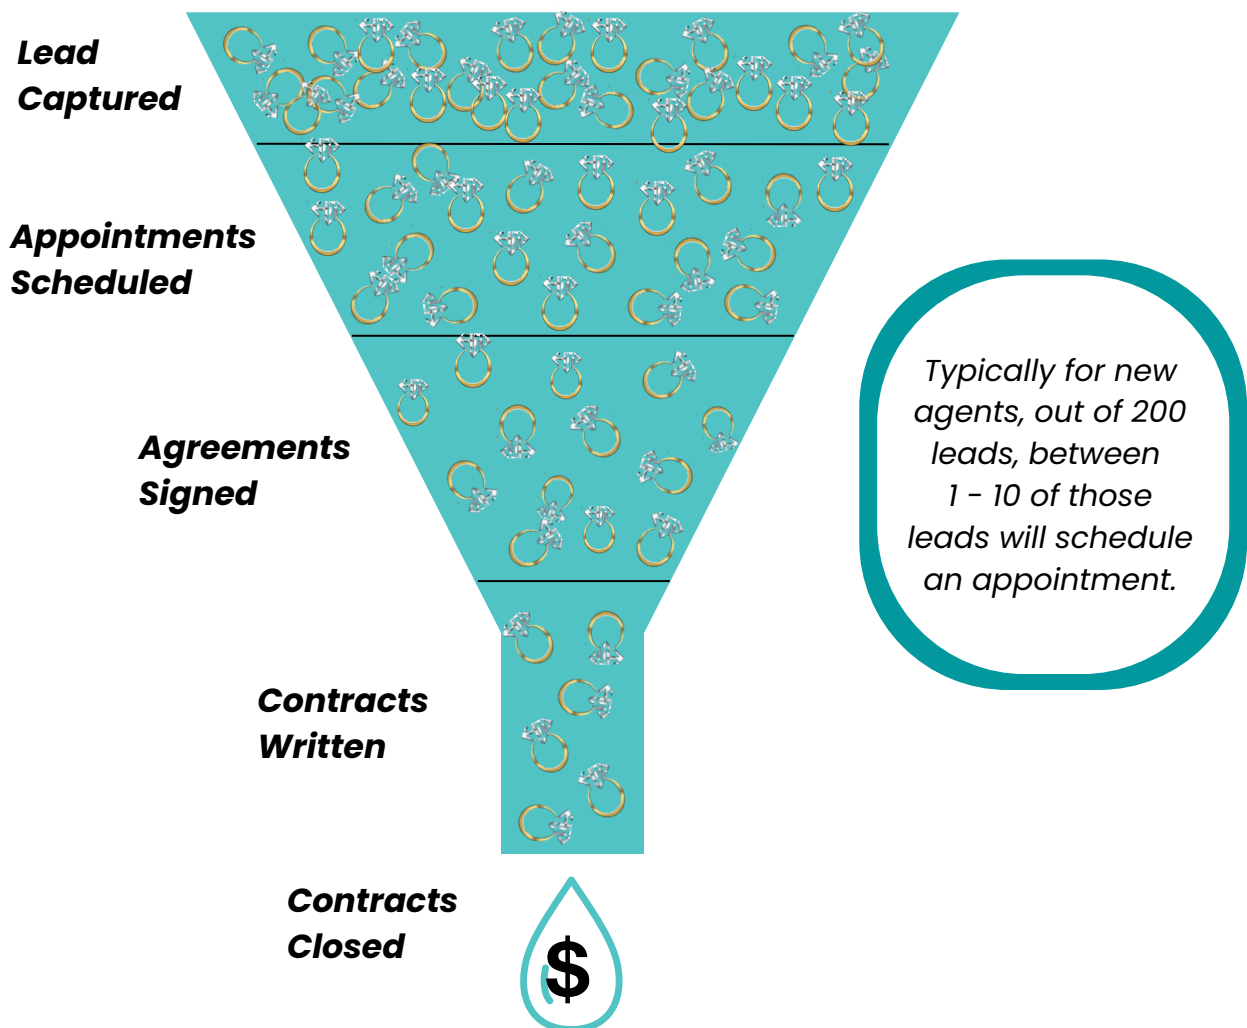 Lead
Captured
Appointments
Scheduled
Agreements
Signed
Typically for new
agents, out of 200
leads, between
1 - 10 of those
leads will schedule
an appointment.
Contracts
Written
Contracts
Closed
$